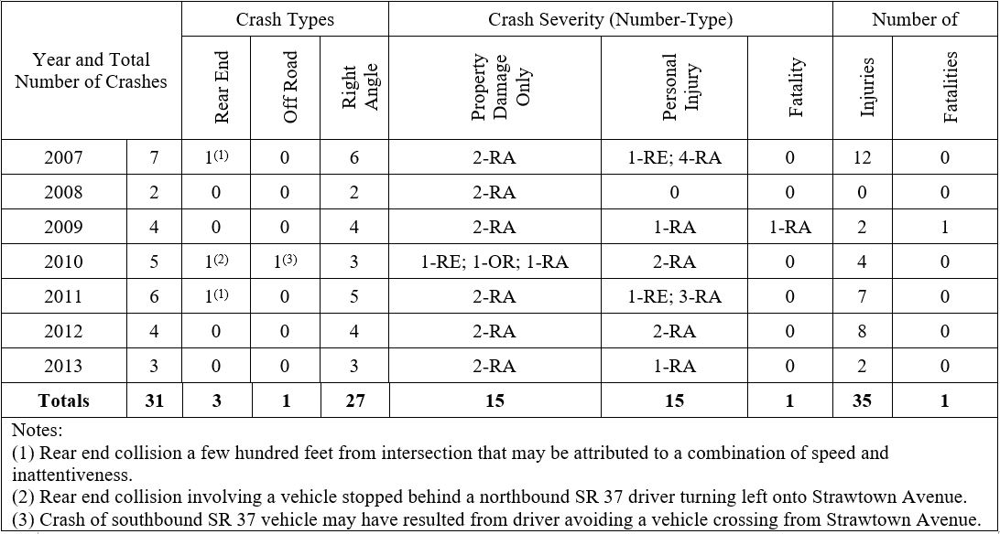 Crash Types Crash Severity (Number-Type) Number of
Year and Total
Number of Crashes
Rear End
Off Road
Right
Angle
Property
Damage
Only
Personal
Injury
Fatality
Injuries
Fatalities
2007 7 1(1) 0 6 2-RA 1-RE; 4-RA 0 12 0
2008 2 0 0 2 2-RA 0 0 0 0
2009 4 0 0 4 2-RA 1-RA 1-RA 2 1
2010 5 1(2) 1(3) 3 1-RE; 1-OR; 1-RA 2-RA 0 4 0
2011 6 1(1) 0 5 2-RA 1-RE; 3-RA 0 7 0
2012 4 0 0 4 2-RA 2-RA 0 8 0
2013 3 0 0 3 2-RA 1-RA 0 2 0
Totals 31 3 1 27 15 15 1 35 1
Notes:
(1) Rear end collision a few hundred feet from intersection that may be attributed to a combination of speed and
inattentiveness.
(2) Rear end collision involving a vehicle stopped behind a northbound SR 37 driver turning left onto Strawtown Avenue.
(3) Crash of southbound SR 37 vehicle may have resulted from driver avoiding a vehicle crossing from Strawtown Avenue.